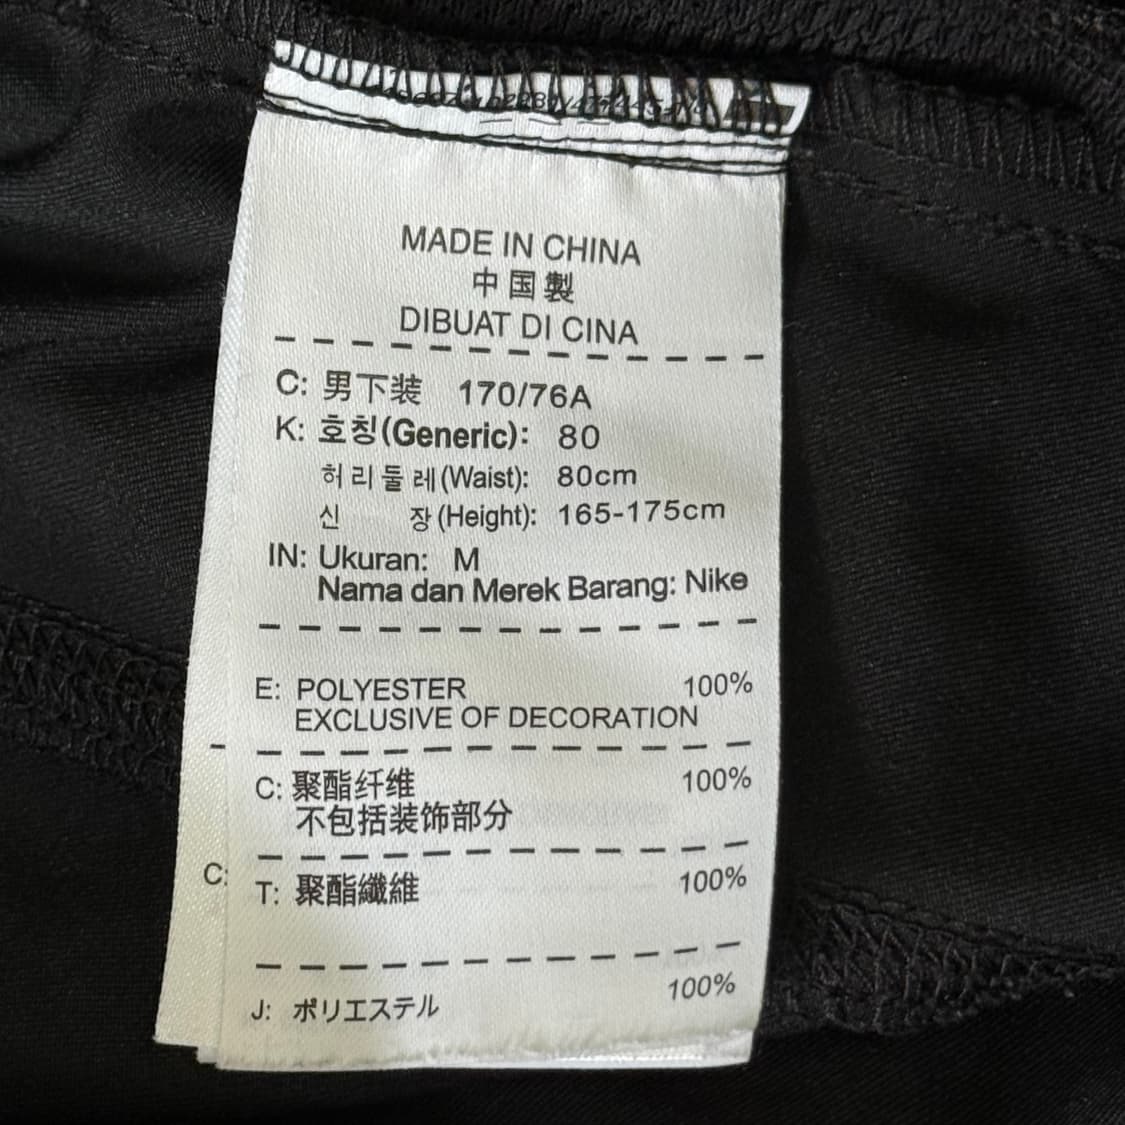 MADE IN CHINA
中国製
DIBUAT DI CINA
C: 男下装 170/76A
K: 호칭(Generic): 80
허리둘레(Waist): 80cm
신 장(Height): 165-175cm
IN: Ukuran: M
Nama dan Merek Barang: Nike
E: POLYESTER 100%
EXCLUSIVE OF DECORATION
C: 聚酯纤维 100%
不包括装饰部分
C:
T: 聚酯纖維 100%
J: ポリエステル 100%